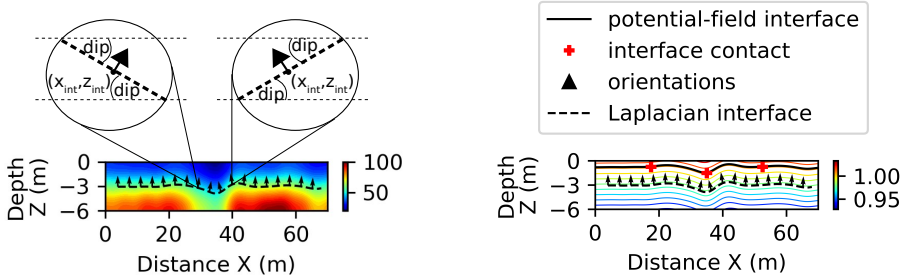 dip
(x_int,z_int)
dip
dip
(x_int,z_int)
dip
potential-field interface
interface contact
orientations
Laplacian interface
Depth
Z (m)
0
−3
−6
0 20 40 60
Distance X (m)
100
50
Depth
Z (m)
0
−3
−6
0 20 40 60
Distance X (m)
1.00
0.95